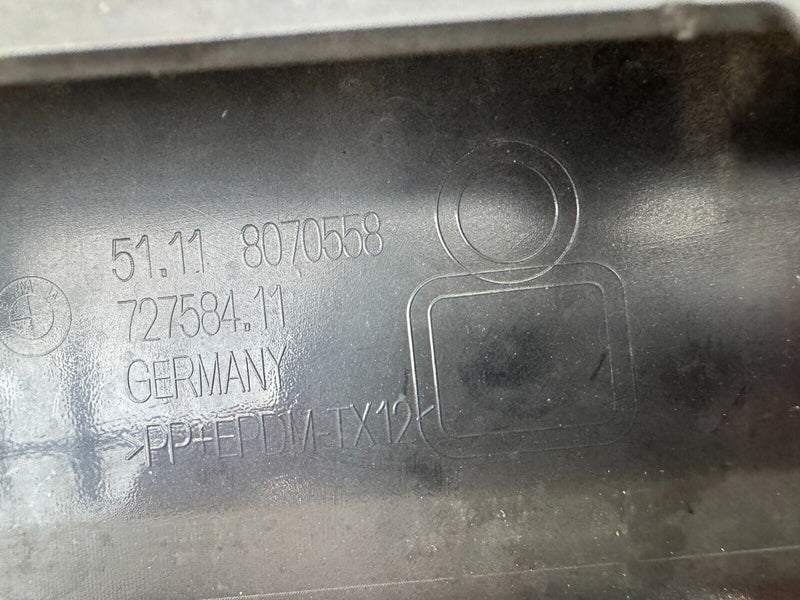 51.11 8070558
727584.11
GERMANY
>PP+EPDM-TX12<